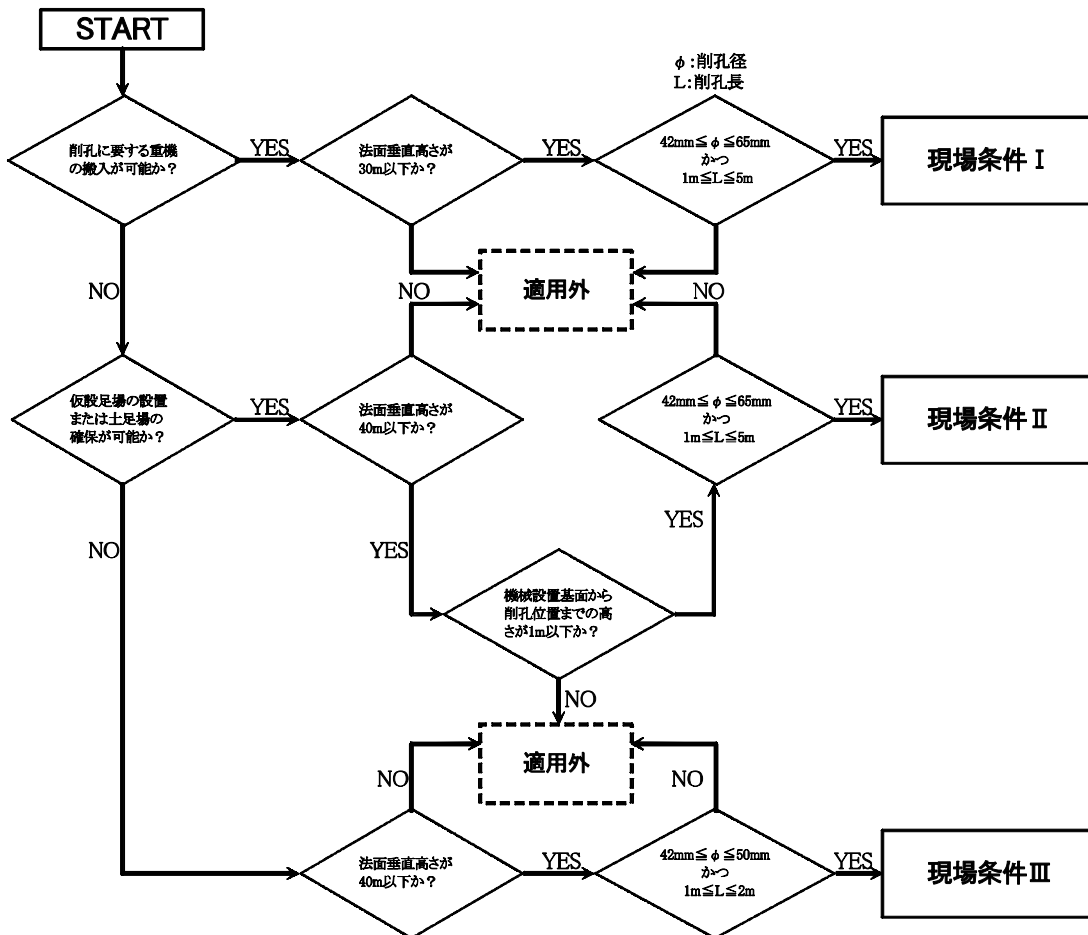 START
φ:削孔径
L:削孔長
削孔に要する重機
の搬入が可能か？
YES
法面垂直高さが
30m以下か？
YES
42mm≦φ≦65mm
かつ
1m≦L≦5m
YES
現場条件Ⅰ
NO
適用外
NO
NO
仮設足場の設置
または土足場の
確保が可能か？
YES
法面垂直高さが
40m以下か？
42mm≦φ≦65mm
かつ
1m≦L≦5m
YES
現場条件Ⅱ
NO
YES
YES
機械設置基面から
削孔位置までの高
さが1m以下か？
NO
適用外
NO
NO
法面垂直高さが
40m以下か？
YES
42mm≦φ≦50mm
かつ
1m≦L≦2m
YES
現場条件Ⅲ